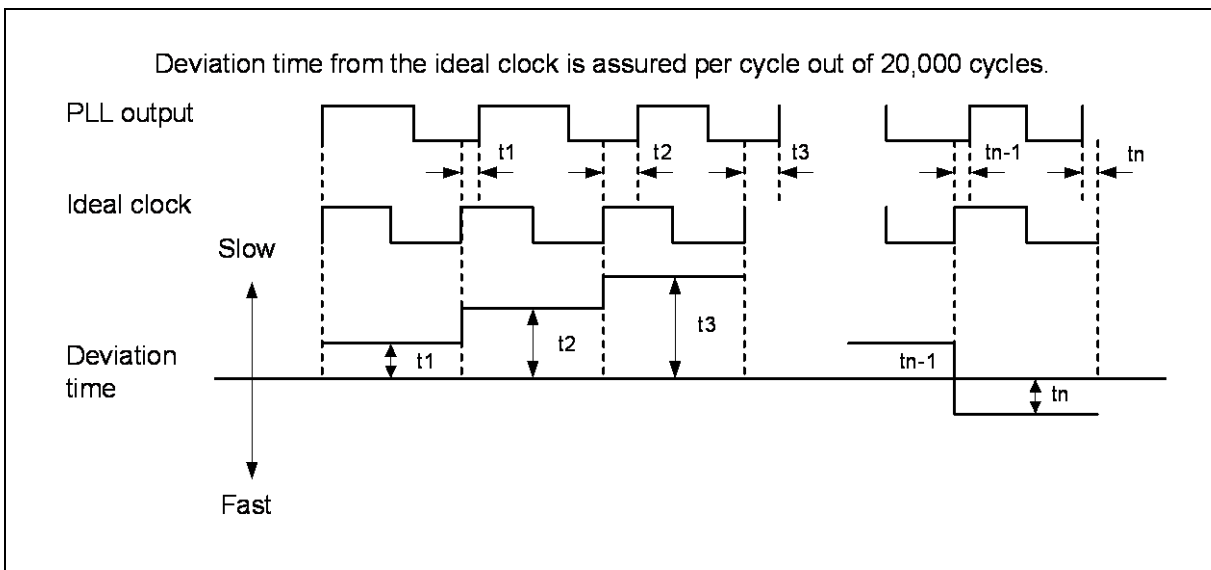 Deviation time from the ideal clock is assured per cycle out of 20,000 cycles.
PLL output
t1
t2
t3
tn-1
tn
Ideal clock
Slow
t1
t2
t3
tn-1
tn
Deviation
time
Fast